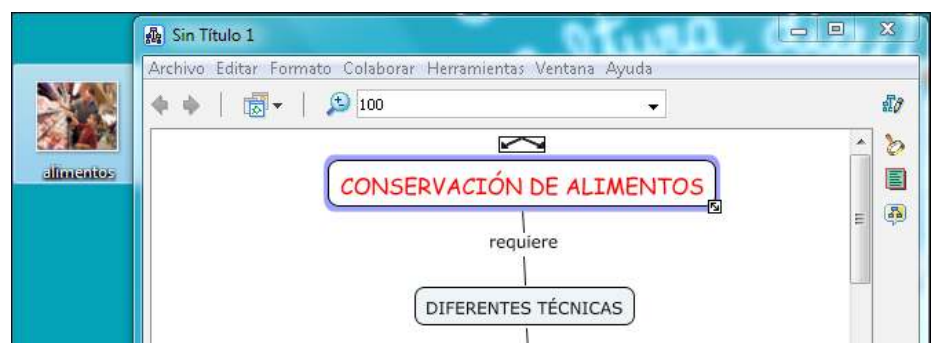 Sin Título 1
Archivo Editar Formato Colaborar Herramientas Ventana Ayuda
100
alimentos
CONSERVACIÓN DE ALIMENTOS
requiere
DIFERENTES TÉCNICAS